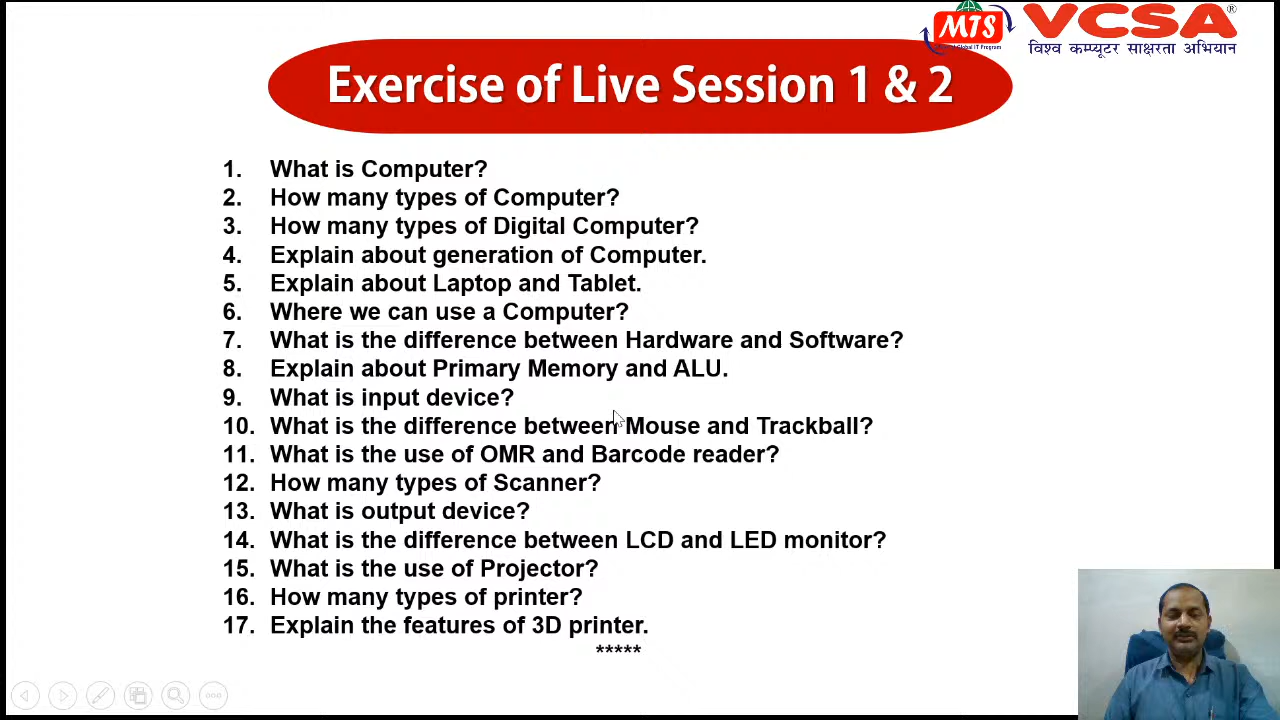 MTS
VCSA®
विश्व कम्प्यूटर साक्षरता अभियान
Exercise of Live Session 1 & 2
1. What is Computer?
2. How many types of Computer?
3. How many types of Digital Computer?
4. Explain about generation of Computer.
5. Explain about Laptop and Tablet.
6. Where we can use a Computer?
7. What is the difference between Hardware and Software?
8. Explain about Primary Memory and ALU.
9. What is input device?
10. What is the difference between Mouse and Trackball?
11. What is the use of OMR and Barcode reader?
12. How many types of Scanner?
13. What is output device?
14. What is the difference between LCD and LED monitor?
15. What is the use of Projector?
16. How many types of printer?
17. Explain the features of 3D printer.
*****